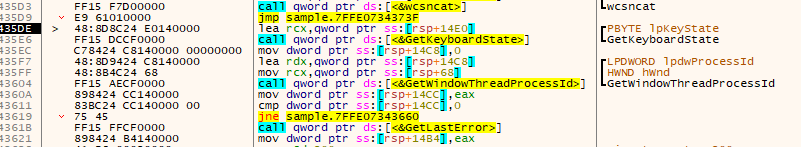 435D3 FF15 F7D00000 call qword ptr ds:[<&wcsncat>] wcsncat
435D9 E9 61010000 jmp sample.7FFE0734373F
435DE > 48:8D8C24 E0140000 lea rcx,qword ptr ss:[rsp+14E0] PBYTE lpKeyState
435E6 FF15 DCCF0000 call qword ptr ds:[<&GetKeyboardState>] GetKeyboardState
435EC C78424 C8140000 00000000 mov dword ptr ss:[rsp+14C8],0
435F7 48:8D9424 C8140000 lea rdx,qword ptr ss:[rsp+14C8] LPDWORD lpdwProcessId
48:8B4C24 68 mov rcx,qword ptr ss:[rsp+68] HWND hWnd
43604 FF15 AECF0000 call qword ptr ds:[<&GetWindowThreadProcessId>] GetWindowThreadProcessId
4360A 898424 CC140000 mov dword ptr ss:[rsp+14CC],eax
43611 83BC24 CC140000 00 cmp dword ptr ss:[rsp+14CC],0
43619 75 45 jne sample.7FFE07343660
4361B FF15 FFCF0000 call qword ptr ds:[<&GetLastError>] GetLastError
43621 898424 B4140000 mov dword ptr ss:[rsp+14B4],eax